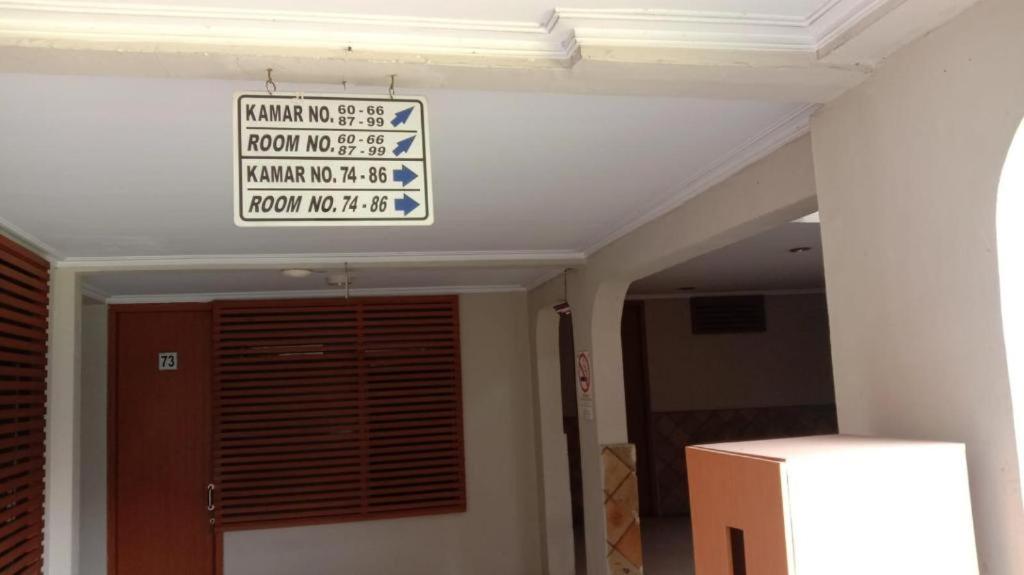 KAMAR NO. 60 - 66
87 - 99
ROOM NO. 60 - 66
87 - 99
KAMAR NO. 74 - 86
ROOM NO. 74 - 86
73